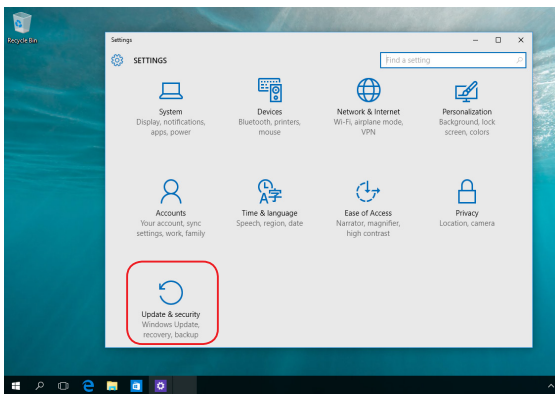 Recycle Bin
Settings
SETTINGS
Find a setting
System
Display, notifications,
apps, power
Devices
Bluetooth, printers,
mouse
Network & Internet
Wi-Fi, airplane mode,
VPN
Personalization
Background, lock
screen, colors
Accounts
Your account, sync
settings, work, family
A字
Time & language
Speech, region, date
Ease of Access
Narrator, magnifier,
high contrast
Privacy
Location, camera
Update & security
Windows Update,
recovery, backup